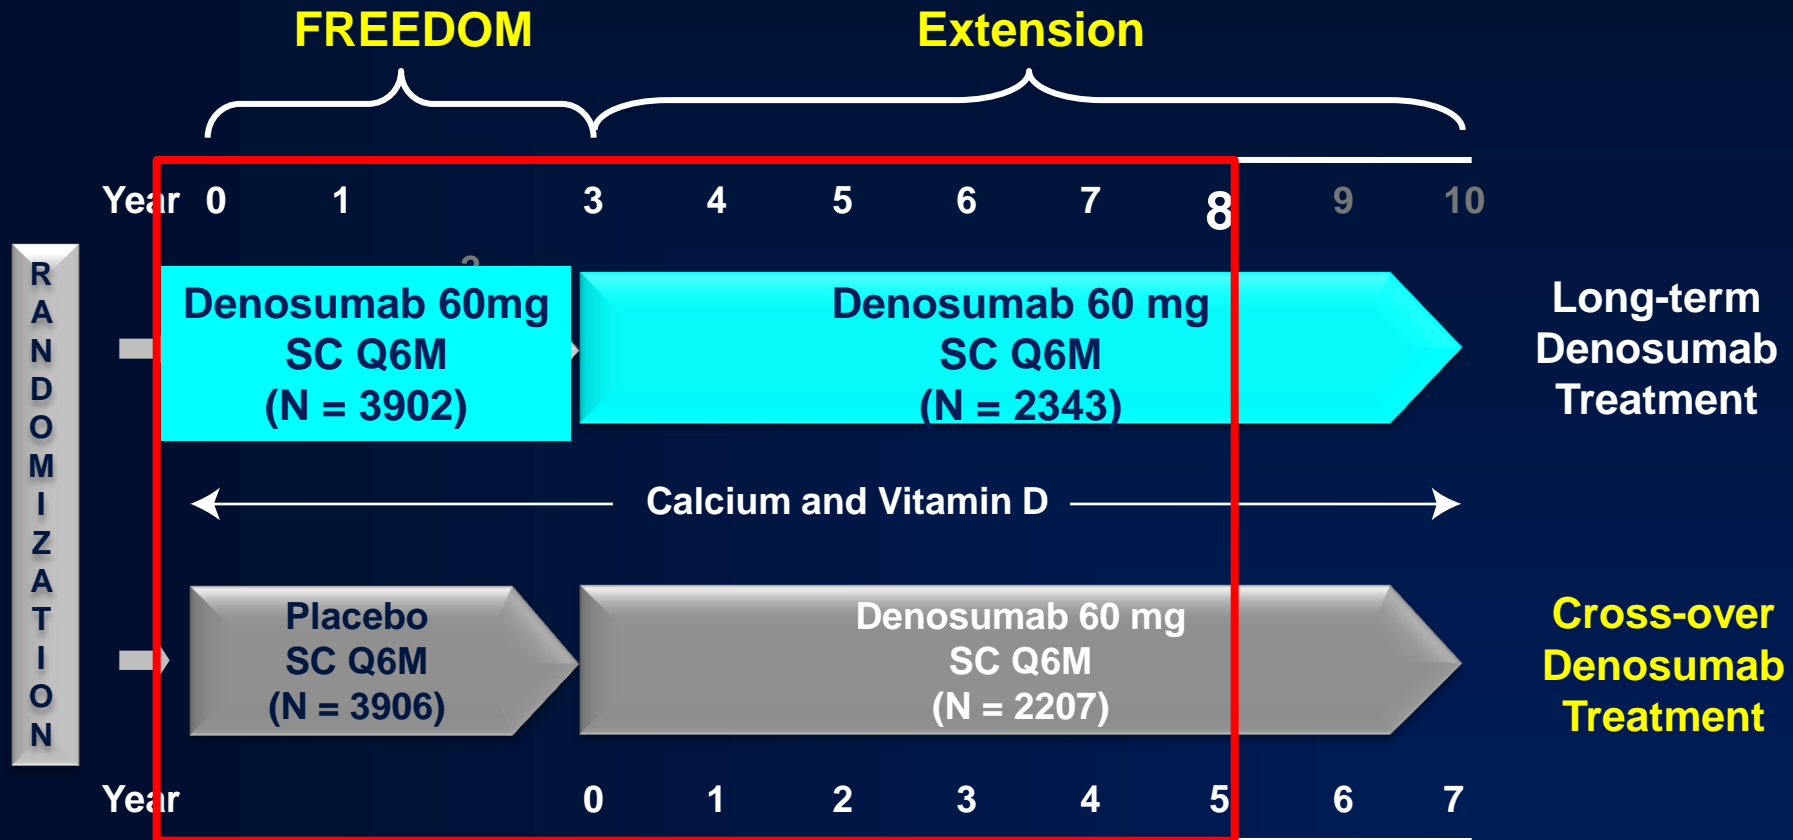 FREEDOM
Extension
Year 0 1 3 4 5 6 7 8 9 10
RANDOMIZATION
Denosumab 60mg
SC Q6M
(N = 3902)
Denosumab 60 mg
SC Q6M
(N = 2343)
Long-term
Denosumab
Treatment
Calcium and Vitamin D
Placebo
SC Q6M
(N = 3906)
Denosumab 60 mg
SC Q6M
(N = 2207)
Cross-over
Denosumab
Treatment
Year 0 1 2 3 4 5 6 7